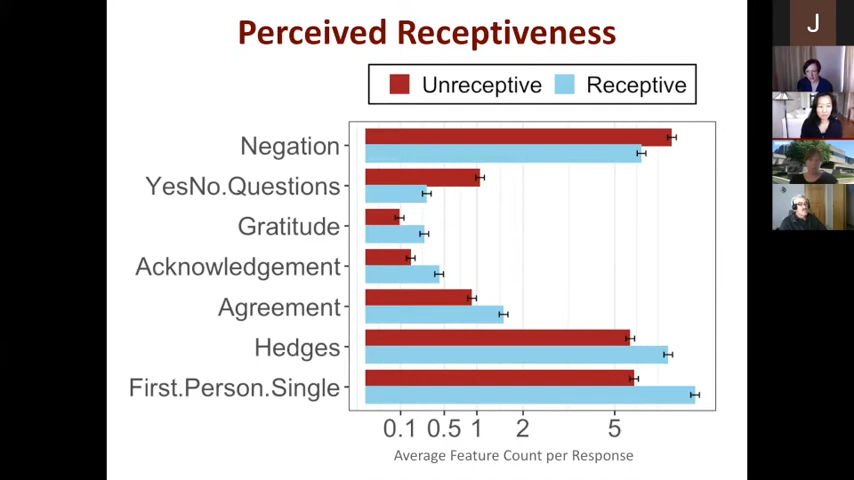 Perceived Receptiveness
Unreceptive Receptive
Negation
YesNo.Questions
Gratitude
Acknowledgement
Agreement
Hedges
First.Person.Single
0.1 0.5 1 2 5
Average Feature Count per Response
J